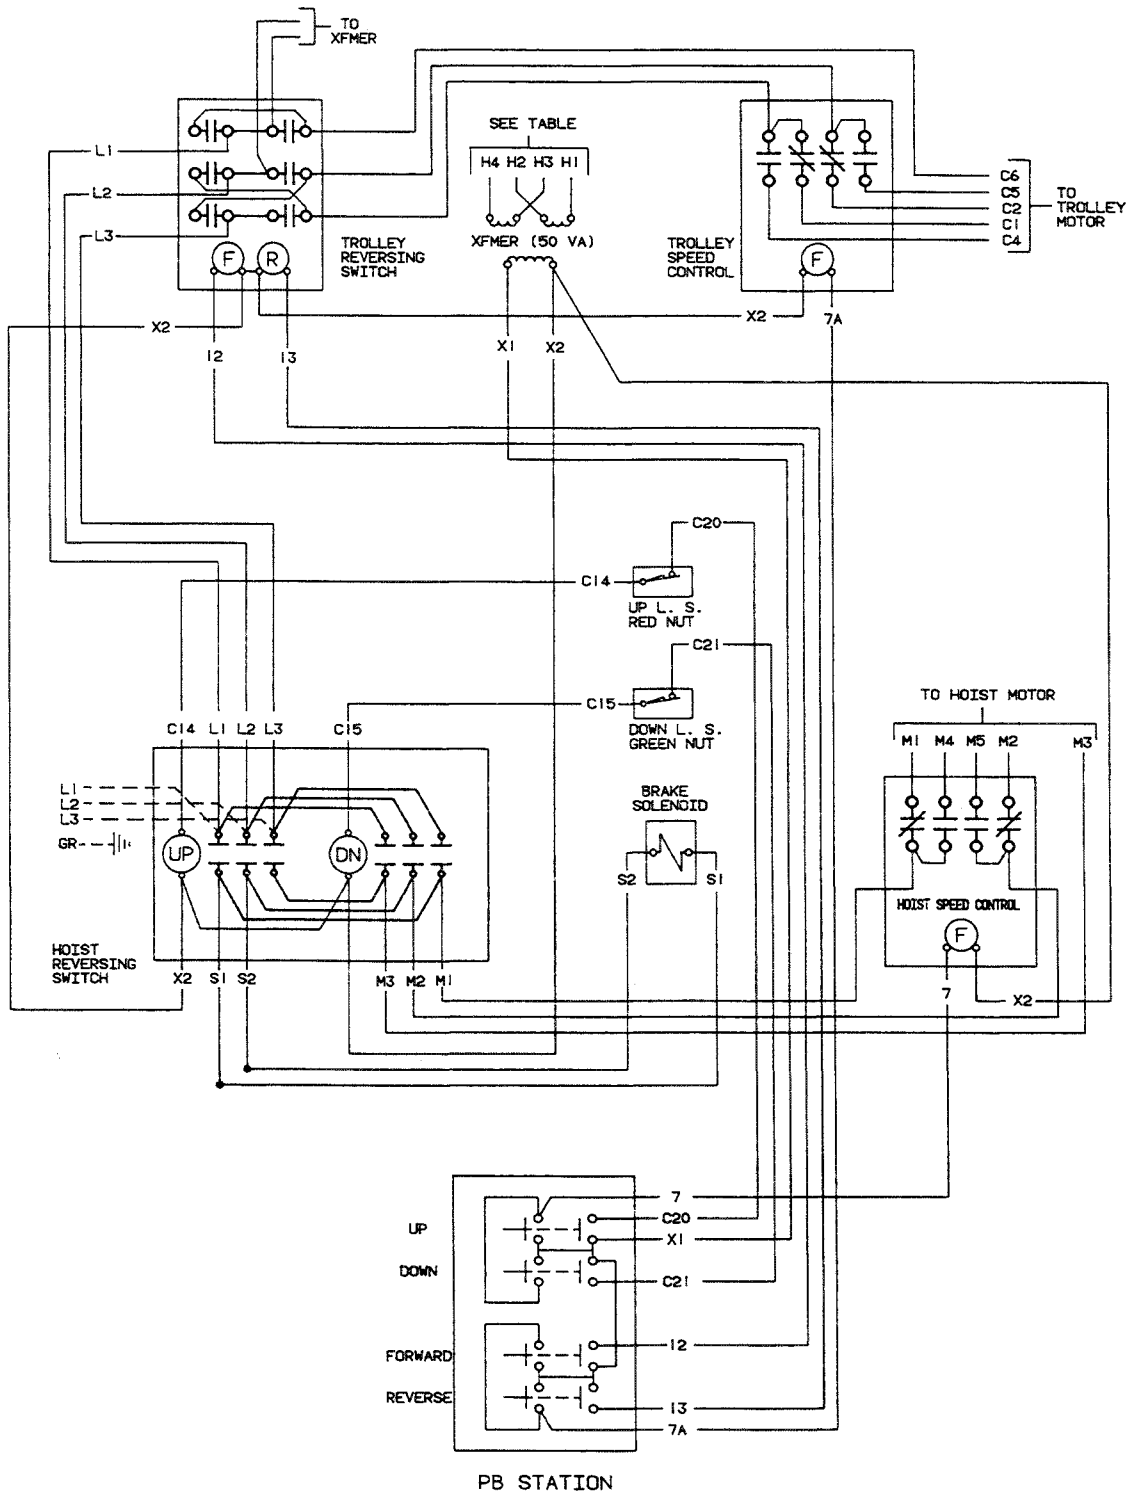 TO
XFMER
SEE TABLE
H4 H2 H3 H1
L1
L2
L3
C6
C5
C2
C1
C4
TO
TROLLEY
MOTOR
XFMER (50 VA)
TROLLEY
REVERSING
SWITCH
TROLLEY
SPEED
CONTROL
F R
F
X2
X2
7A
12
13
X1
X2
C20
C14
UP L. S.
RED NUT
C21
C15
DOWN L. S.
GREEN NUT
TO HOIST MOTOR
C14 L1 L2 L3
C15
M1 M4 M5 M2
M3
L1
L2
L3
GR
UP
DN
BRAKE
SOLENOID
S2
S1
HOIST SPEED CONTROL
F
HOIST
REVERSING
SWITCH
X2 S1 S2
M3 M2 M1
7
X2
7
UP
C20
X1
DOWN
C21
12
FORWARD
REVERSE
13
7A
PB STATION